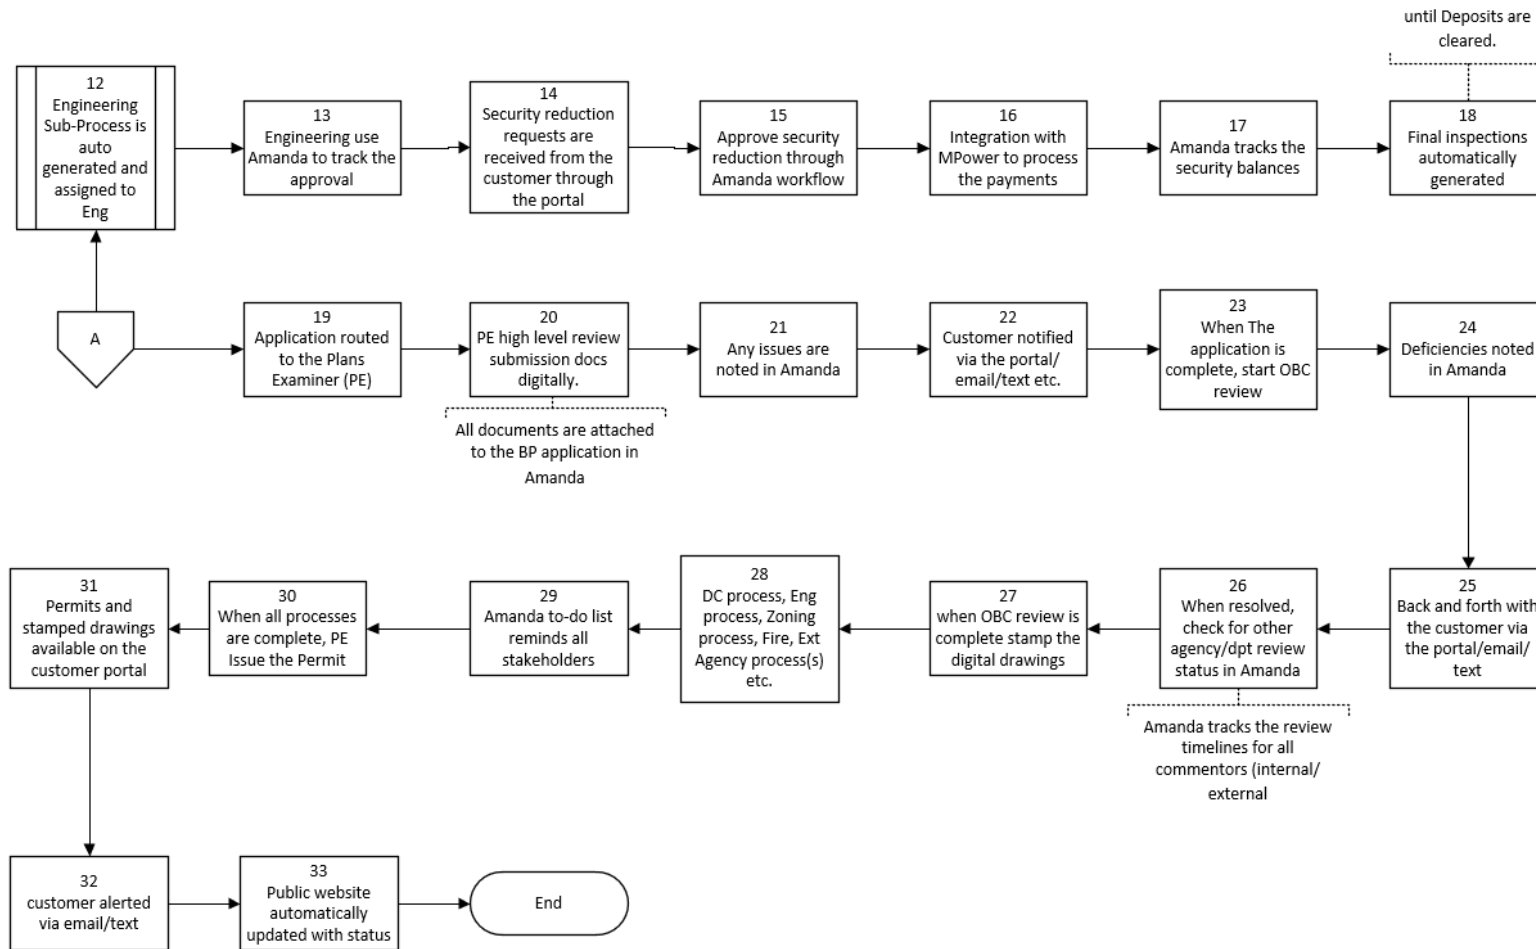 until Deposits are
cleared.
12
Engineering
Sub-Process is
auto
generated and
assigned to
Eng
13
Engineering use
Amanda to track the
approval
14
Security reduction
requests are
received from the
customer through
the portal
15
Approve security
reduction through
Amanda workflow
16
Integration with
MPower to process
the payments
17
Amanda tracks the
security balances
18
Final inspections
automatically
generated
A
19
Application routed
to the Plans
Examiner (PE)
20
PE high level review
submission docs
digitally.
All documents are attached
to the BP application in
Amanda
21
Any issues are
noted in Amanda
22
Customer notified
via the portal/
email/text etc.
23
When The
application is
complete, start OBC
review
24
Deficiencies noted
in Amanda
31
Permits and
stamped drawings
available on the
customer portal
30
When all processes
are complete, PE
Issue the Permit
29
Amanda to-do list
reminds all
stakeholders
28
DC process, Eng
process, Zoning
process, Fire, Ext
Agency process(s)
etc.
27
when OBC review is
complete stamp the
digital drawings
26
When resolved,
check for other
agency/dpt review
status in Amanda
Amanda tracks the review
timelines for all
commentors (internal/
external
25
Back and forth with
the customer via
the portal/email/
text
32
customer alerted
via email/text
33
Public website
automatically
updated with status
End